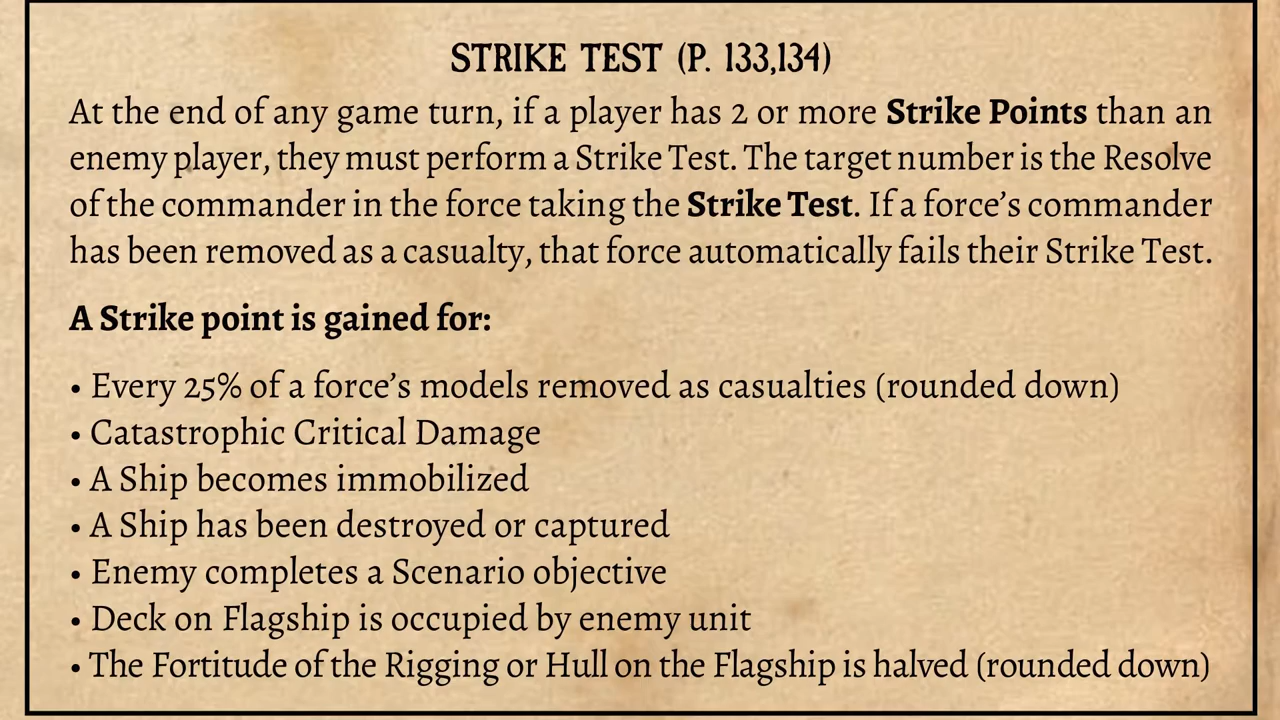 STRIKE TEST (P. 133,134)
At the end of any game turn, if a player has 2 or more Strike Points than an
enemy player, they must perform a Strike Test. The target number is the Resolve
of the commander in the force taking the Strike Test. If a force’s commander
has been removed as a casualty, that force automatically fails their Strike Test.
A Strike point is gained for:
• Every 25% of a force’s models removed as casualties (rounded down)
• Catastrophic Critical Damage
• A Ship becomes immobilized
• A Ship has been destroyed or captured
• Enemy completes a Scenario objective
• Deck on Flagship is occupied by enemy unit
• The Fortitude of the Rigging or Hull on the Flagship is halved (rounded down)